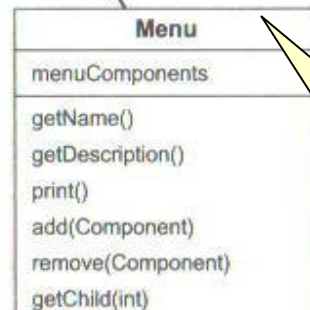 Menu
menuComponents
getName()
getDescription()
print()
add(Component)
remove(Component)
getChild(int)